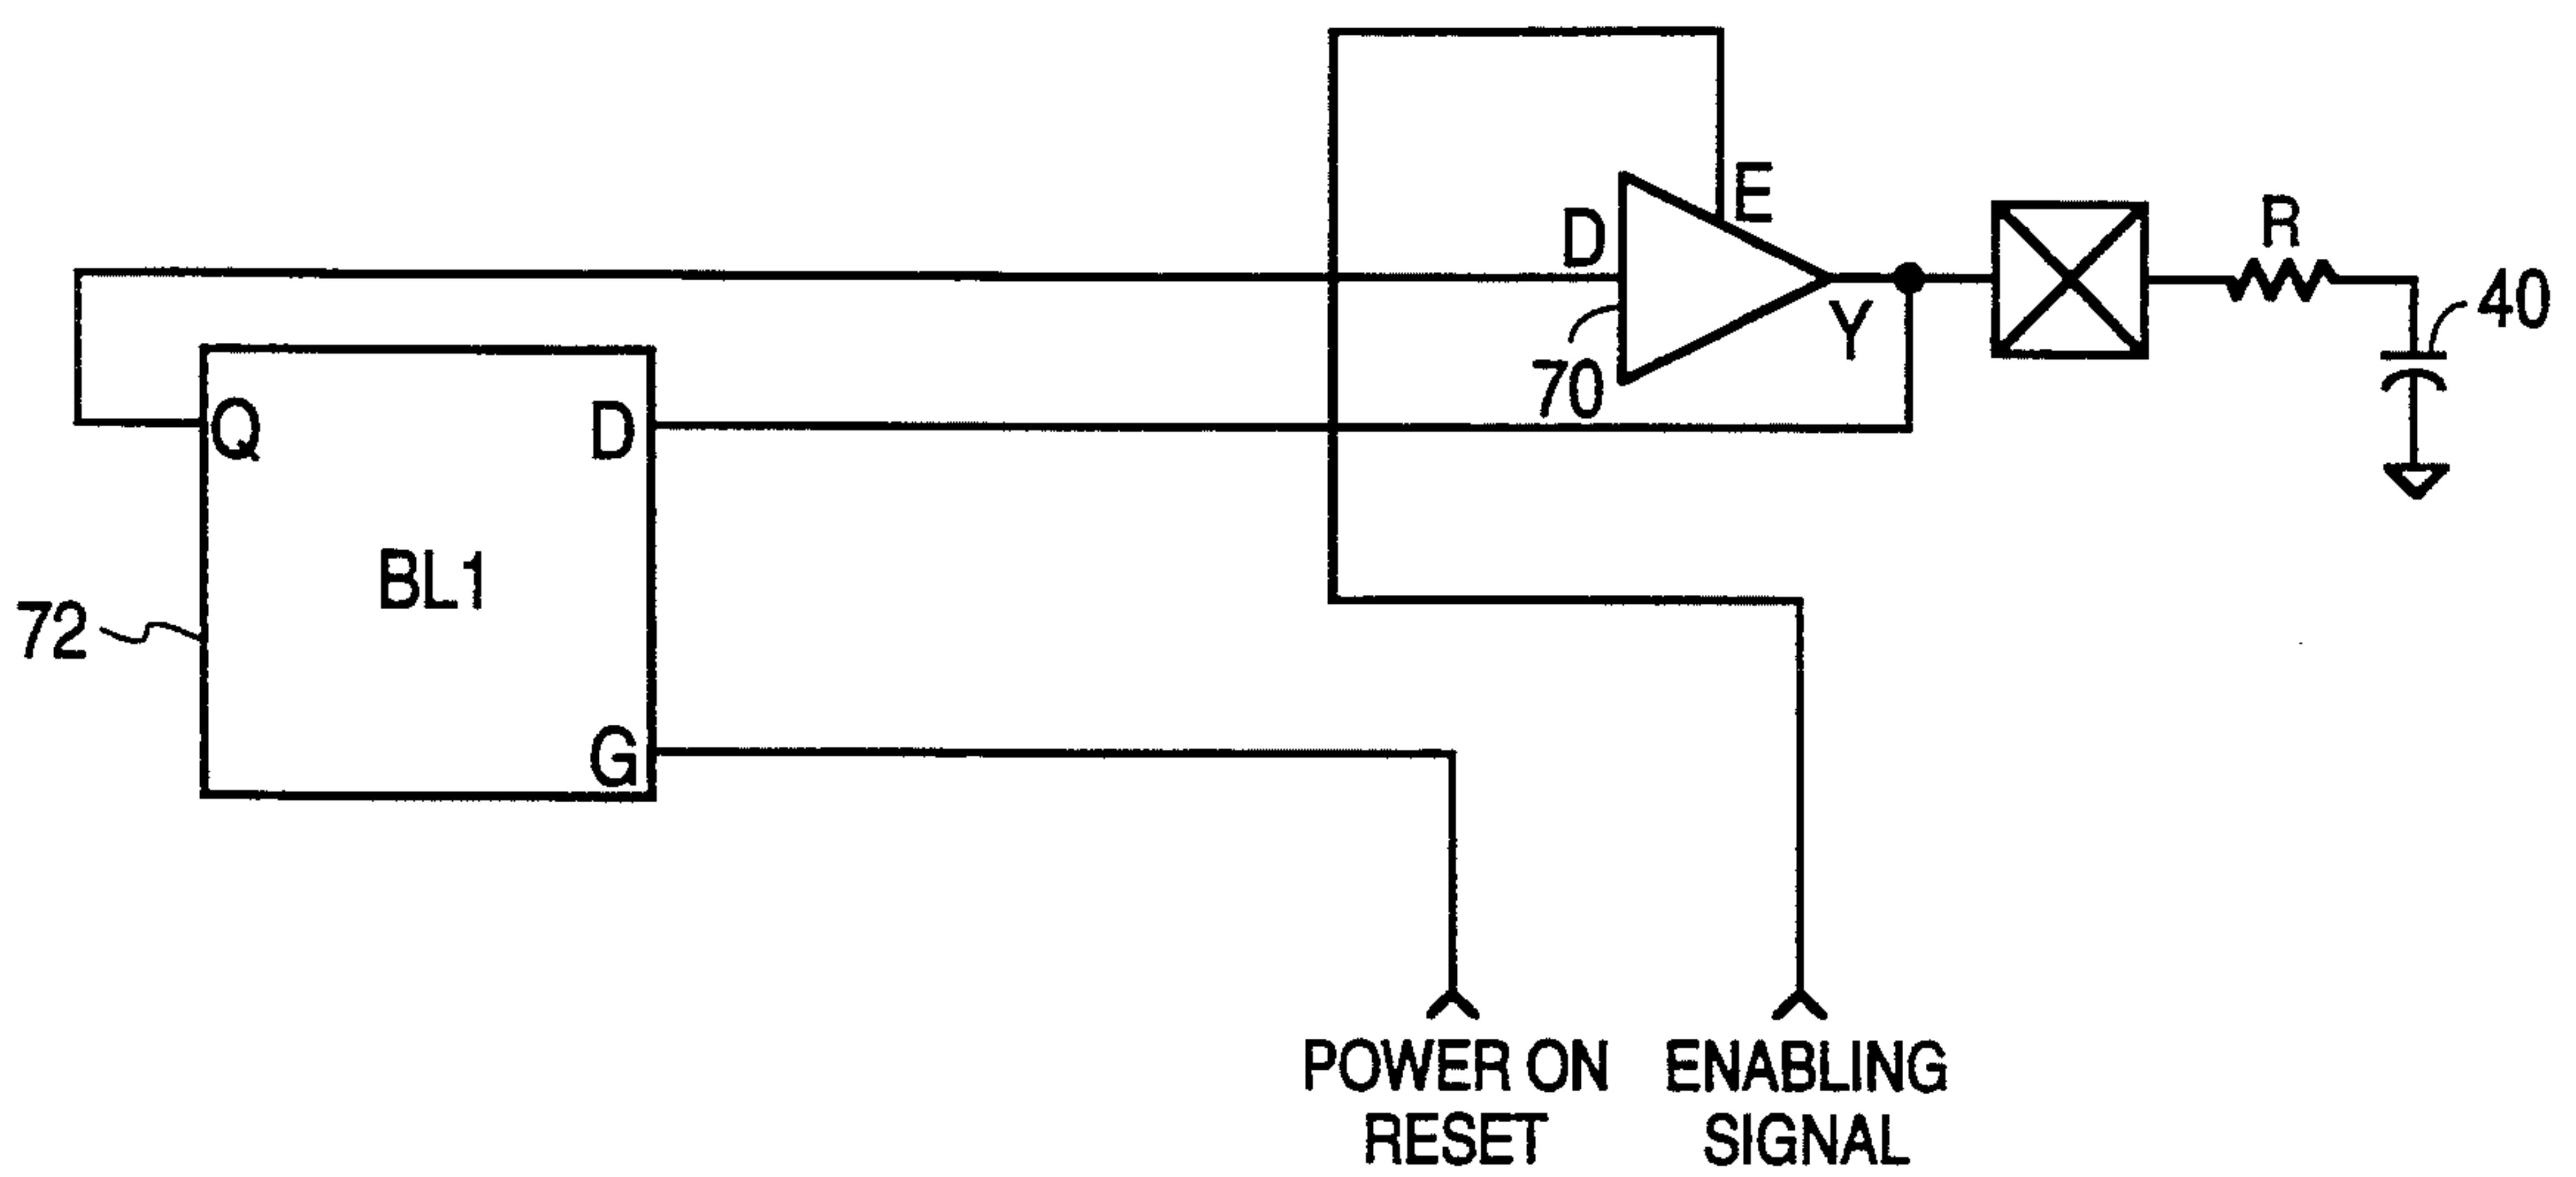 E
D
R
Y
40
70
Q
D
BL1
72
G
POWER ON
RESET
ENABLING
SIGNAL